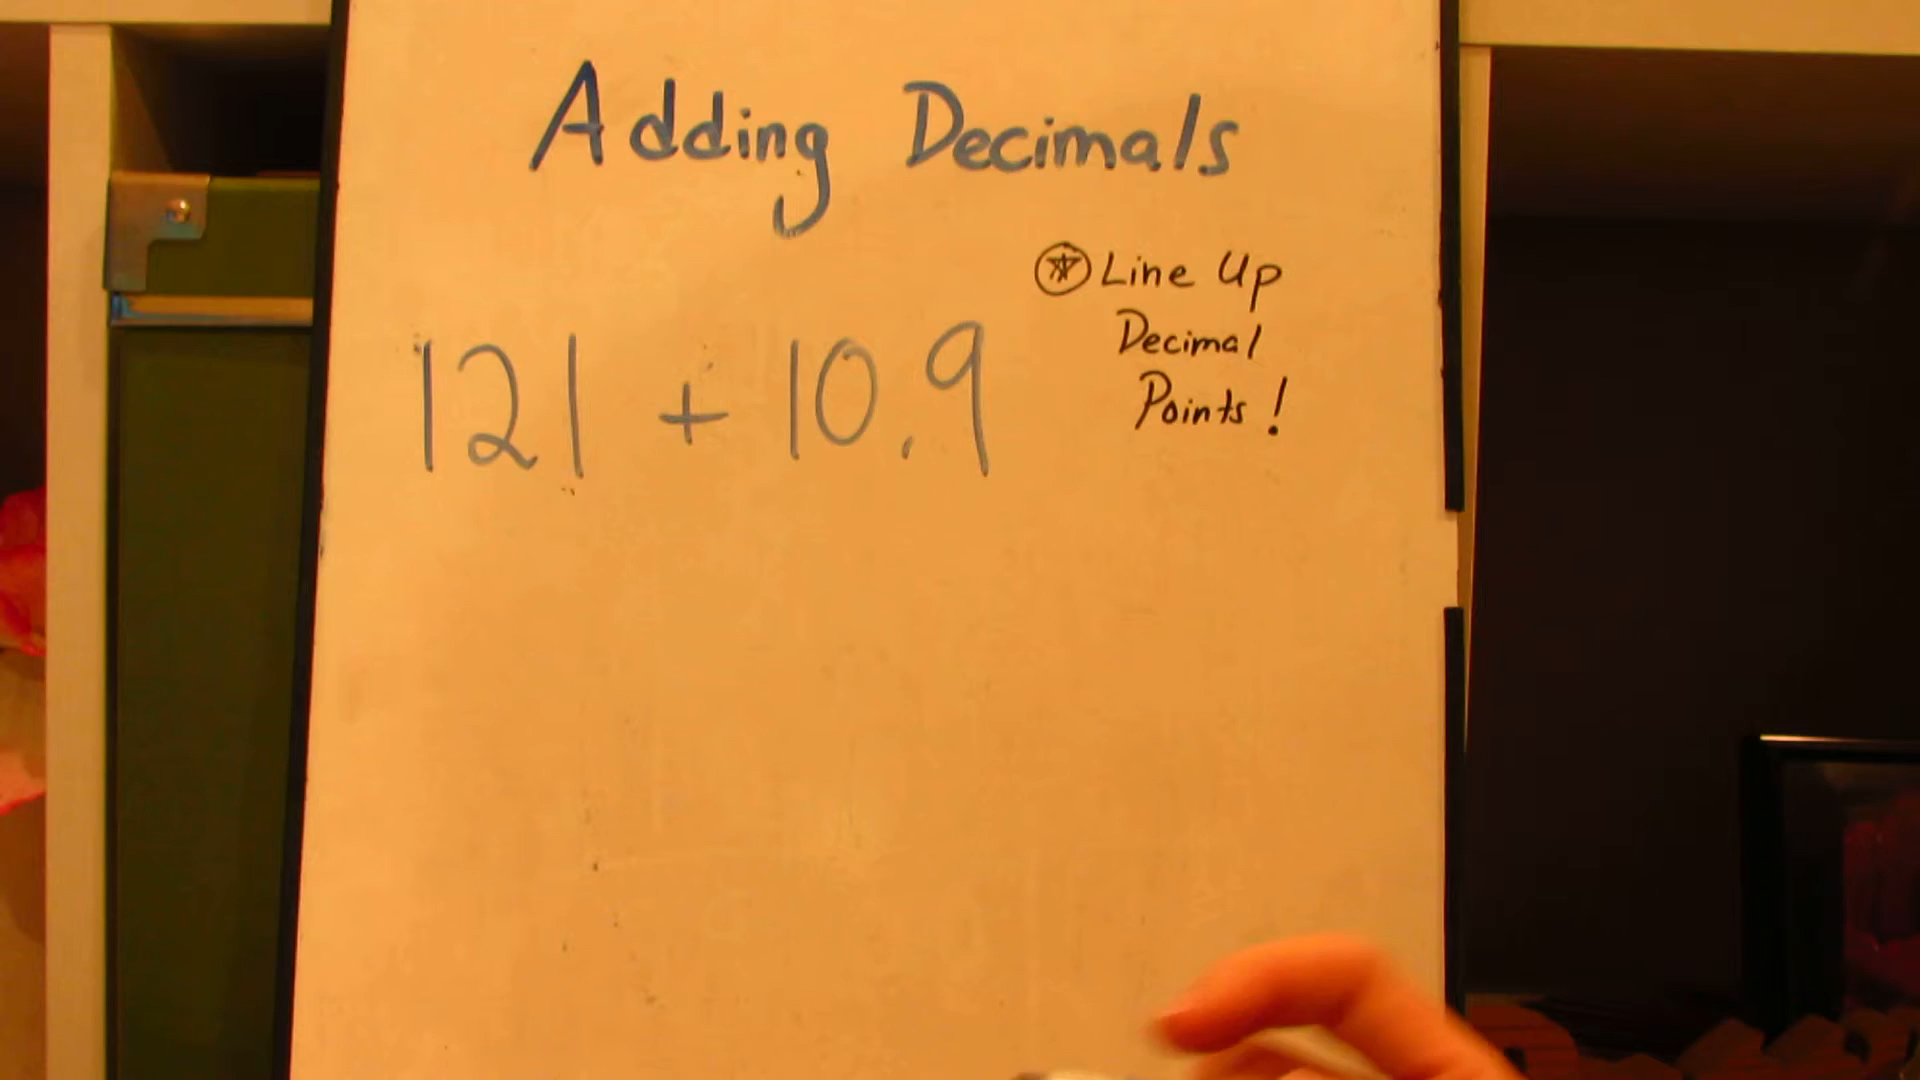 Adding Decimals
Line Up
Decimal
Points!
121 + 10.9